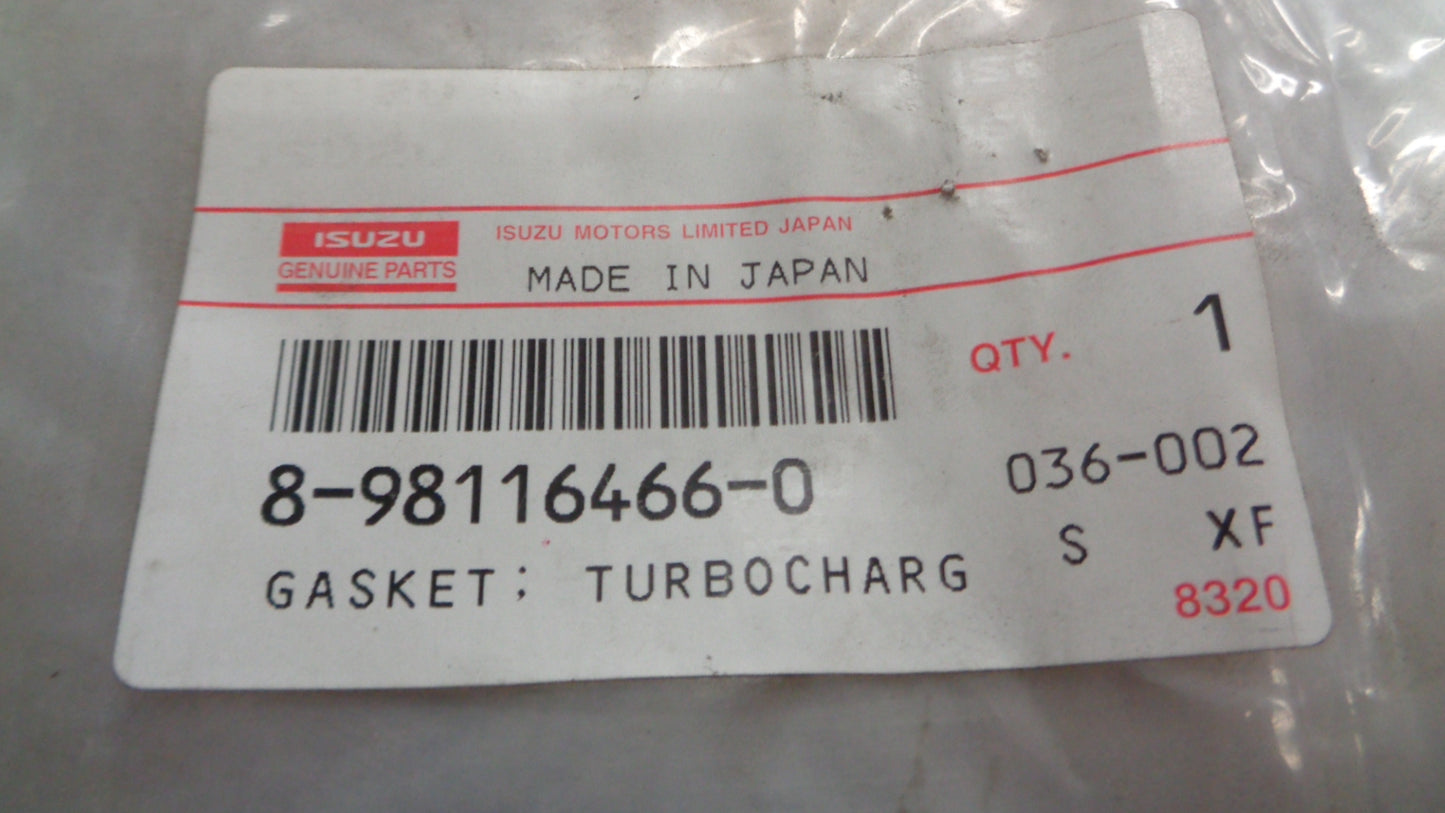 ISUZU
GENUINE PARTS
ISUZU MOTORS LIMITED JAPAN
MADE IN JAPAN
QTY. 1
8-98116466-0
036-002
GASKET; TURBOCHARG
S XF
8320